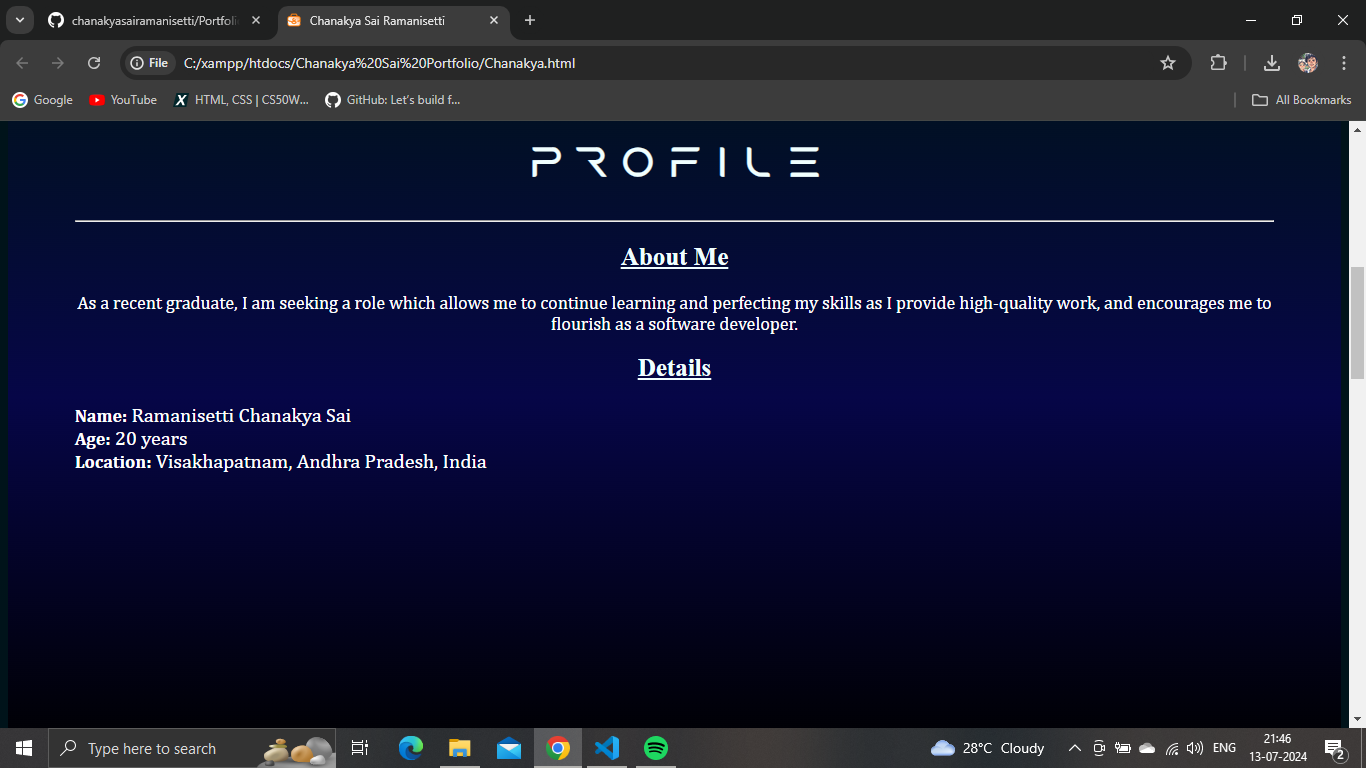 chanakyasairamanisetti/Portfoli
Chanakya Sai Ramanisetti
File
C:/xampp/htdocs/Chanakya%20Sai%20Portfolio/Chanakya.html
Google
YouTube
HTML, CSS | CS50W...
GitHub: Let's build f...
All Bookmarks
PROFILE
About Me
As a recent graduate, I am seeking a role which allows me to continue learning and perfecting my skills as I provide high-quality work, and encourages me to
flourish as a software developer.
Details
Name: Ramanisetti Chanakya Sai
Age: 20 years
Location: Visakhapatnam, Andhra Pradesh, India
Type here to search
28°C Cloudy
ENG
21:46
13-07-2024
2